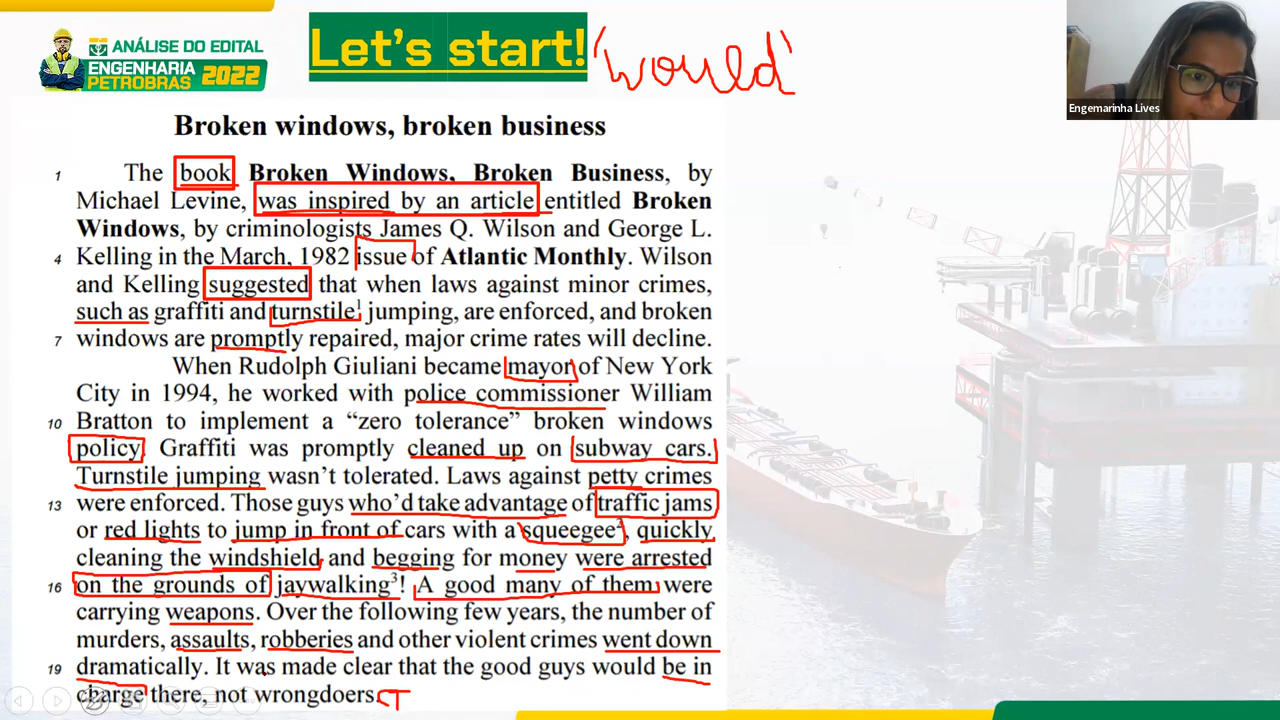 ANÁLISE DO EDITAL
ENGENHARIA
PETROBRAS 2022
Let's start!
'would'
Engemarinha Lives
Broken windows, broken business
1 The book Broken Windows, Broken Business, by
Michael Levine, was inspired by an article entitled Broken
Windows, by criminologists James Q. Wilson and George L.
4 Kelling in the March, 1982 issue of Atlantic Monthly. Wilson
and Kelling suggested that when laws against minor crimes,
such as graffiti and turnstile¹ jumping, are enforced, and broken
7 windows are promptly repaired, major crime rates will decline.
When Rudolph Giuliani became mayor of New York
City in 1994, he worked with police commissioner William
10 Bratton to implement a “zero tolerance” broken windows
policy. Graffiti was promptly cleaned up on subway cars.
Turnstile jumping wasn't tolerated. Laws against petty crimes
13 were enforced. Those guys who'd take advantage of traffic jams
or red lights to jump in front of cars with a squeegee², quickly
cleaning the windshield, and begging for money were arrested
16 on the grounds of jaywalking³! A good many of them were
carrying weapons. Over the following few years, the number of
murders, assaults, robberies and other violent crimes went down
19 dramatically. It was made clear that the good guys would be in
charge there, not wrongdoers.